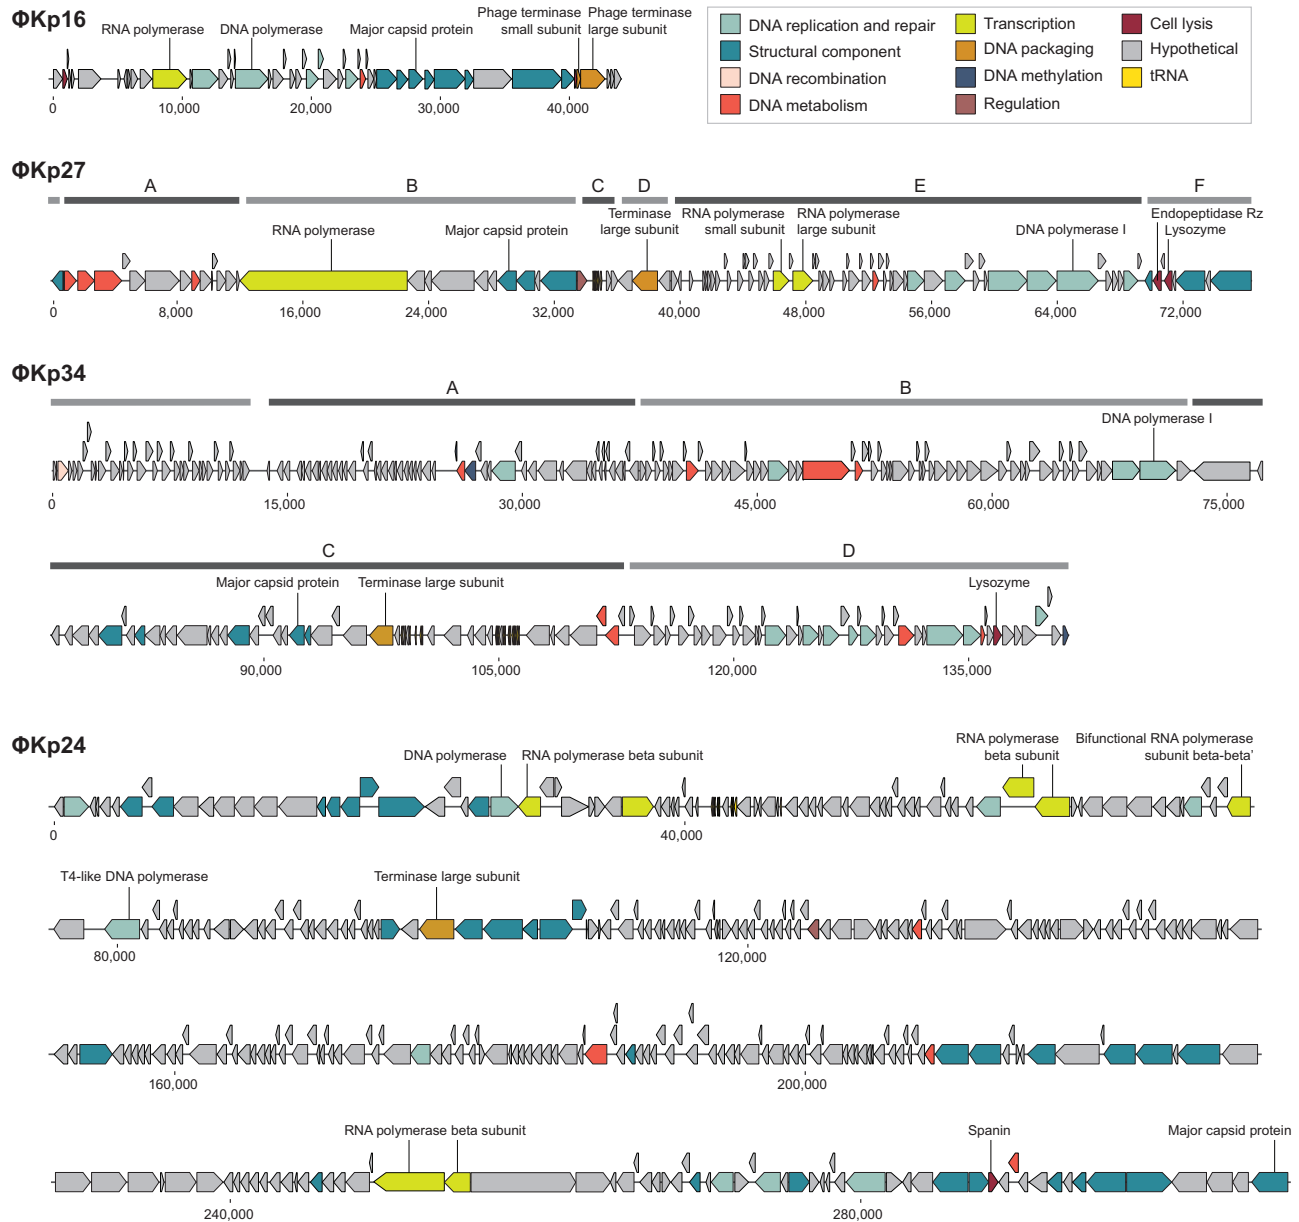 ΦKp16
RNA polymerase
DNA polymerase
Major capsid protein
Phage terminase
small subunit
Phage terminase
large subunit
0
10,000
20,000
30,000
40,000
DNA replication and repair
Structural component
DNA recombination
DNA metabolism
Transcription
DNA packaging
DNA methylation
Regulation
Cell lysis
Hypothetical
tRNA
ΦKp27
A
B
C
D
E
F
RNA polymerase
Major capsid protein
Terminase
large subunit
RNA polymerase
small subunit
RNA polymerase
large subunit
DNA polymerase I
Endopeptidase Rz
Lysozyme
0
8,000
16,000
24,000
32,000
40,000
48,000
56,000
64,000
72,000
ΦKp34
A
B
DNA polymerase I
0
15,000
30,000
45,000
60,000
75,000
C
D
Major capsid protein
Terminase large subunit
Lysozyme
90,000
105,000
120,000
135,000
ΦKp24
DNA polymerase
RNA polymerase beta subunit
RNA polymerase
beta subunit
Bifunctional RNA polymerase
subunit beta-beta'
0
40,000
T4-like DNA polymerase
Terminase large subunit
80,000
120,000
160,000
200,000
RNA polymerase beta subunit
Spanin
Major capsid protein
240,000
280,000